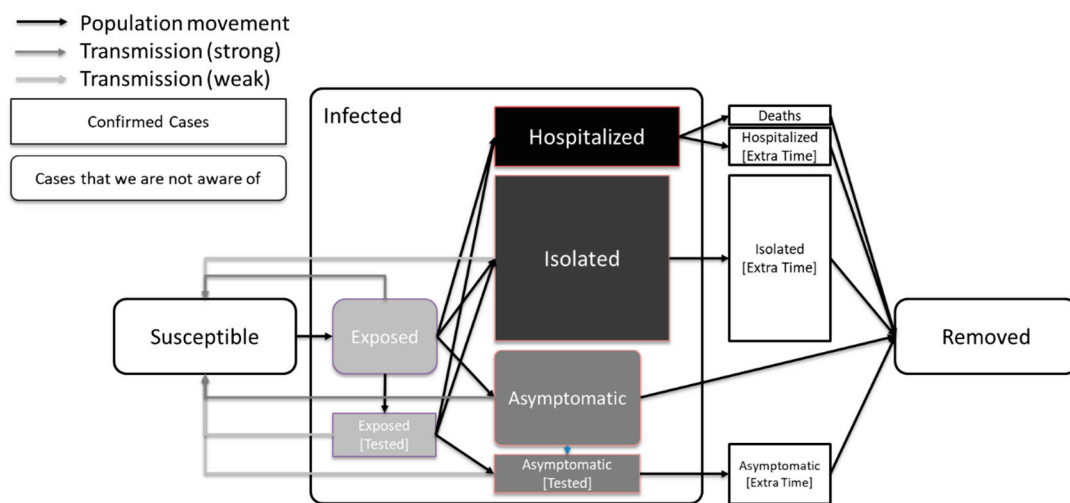 Population movement
Transmission (strong)
Transmission (weak)
Confirmed Cases
Cases that we are not aware of
Infected
Hospitalized
Deaths
Hospitalized
[Extra Time]
Isolated
Isolated
[Extra Time]
Susceptible
Exposed
Removed
Asymptomatic
Exposed
[Tested]
Asymptomatic
[Tested]
Asymptomatic
[Extra Time]